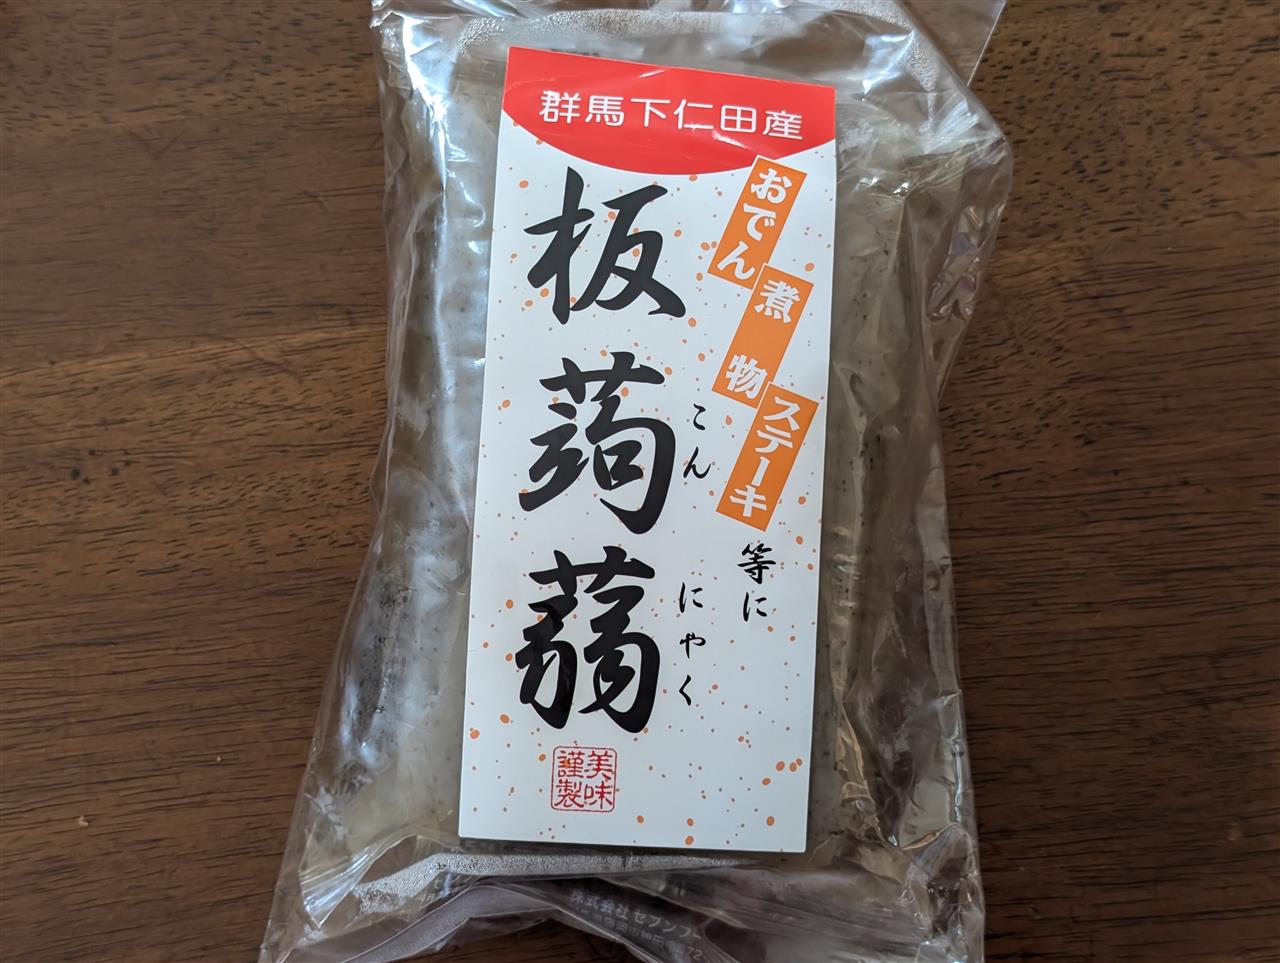 群馬下仁田産
おでん
煮物
ステーキ
等に
板蒟蒻
こんにゃく
美味
謹製
株式会社セブンフー